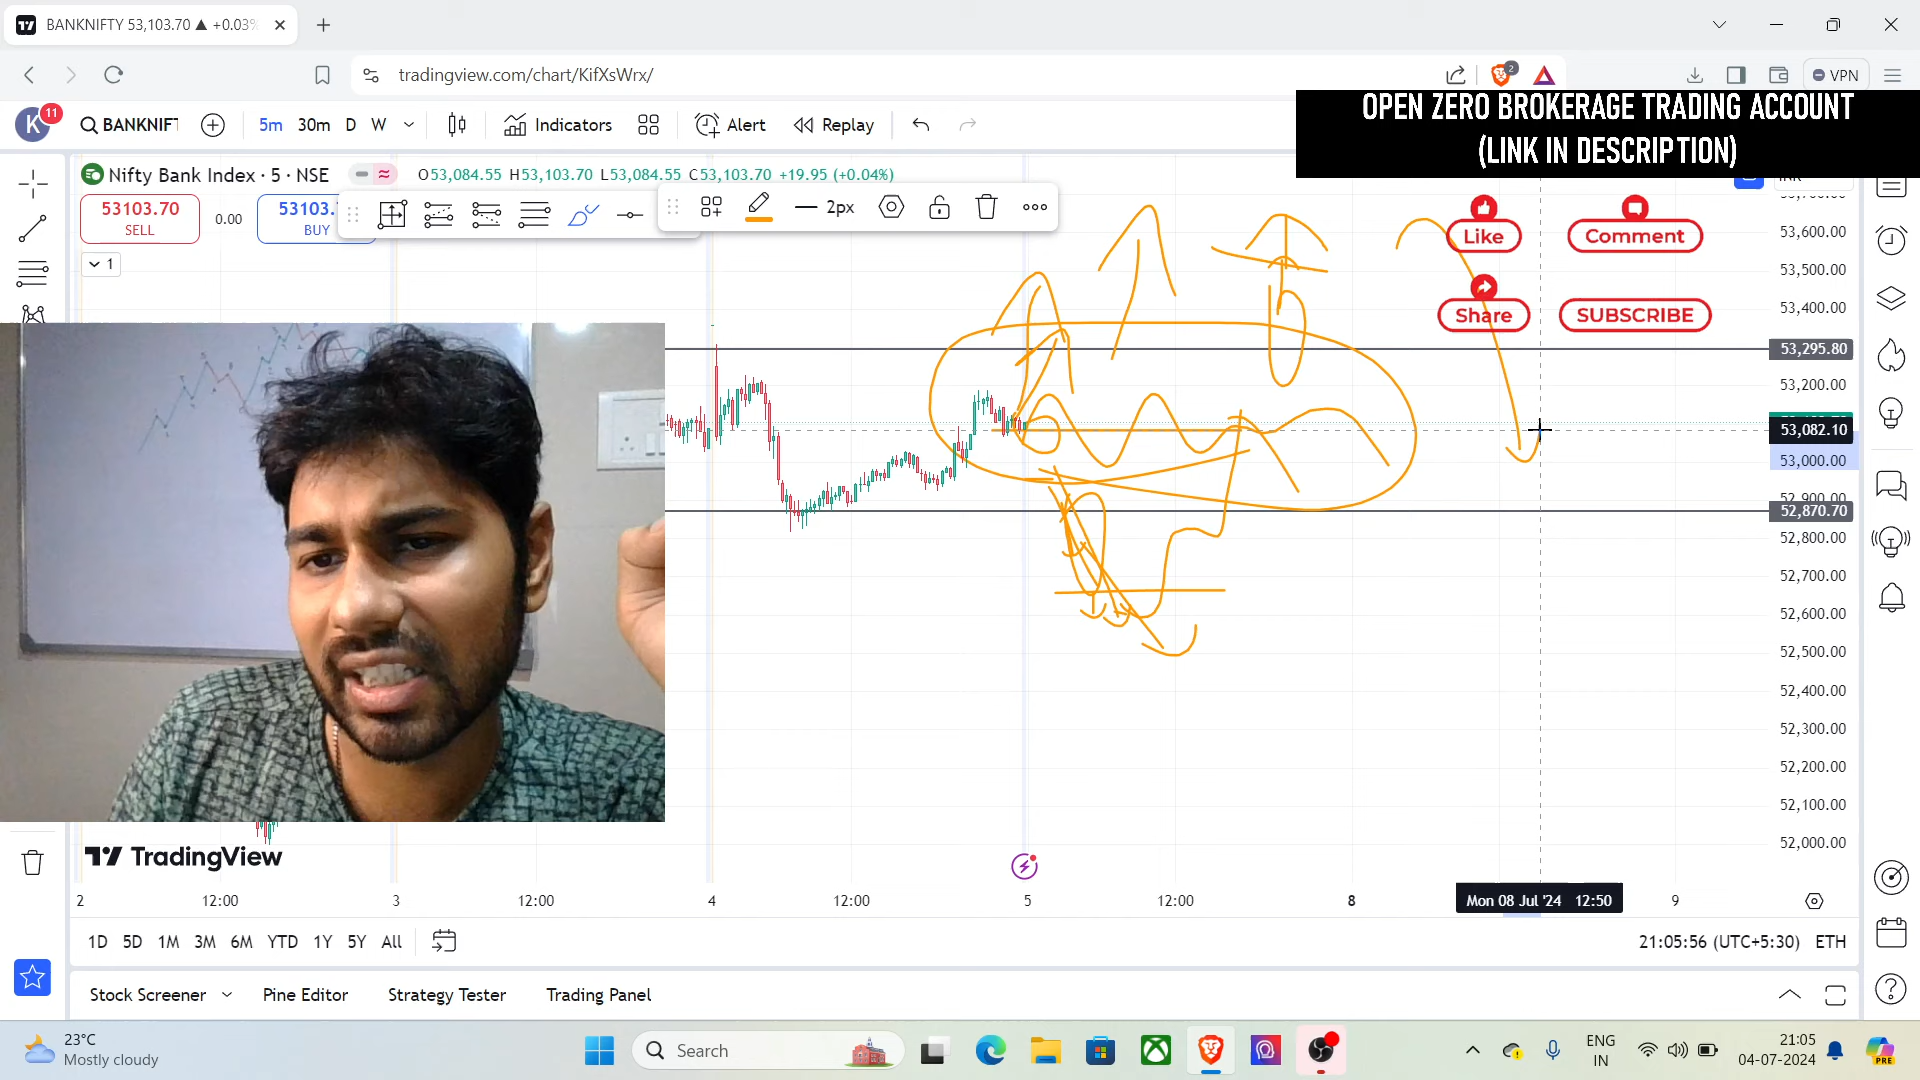 BANKNIFTY 53,103.70 ▲ +0.03%
tradingview.com/chart/KifXsWrx/
2
VPN
OPEN ZERO BROKERAGE TRADING ACCOUNT
(LINK IN DESCRIPTION)
K
11
BANKNIFT
5m 30m D W
Indicators
Alert
Replay
Nifty Bank Index · 5 · NSE
O53,084.55 H53,103.70 L53,084.55 C53,103.70 +19.95 (+0.04%)
53103.70
SELL
0.00
53103.
BUY
2px
1
Like
Comment
Share
SUBSCRIBE
53,600.00
53,500.00
53,400.00
53,295.80
53,200.00
53,082.10
53,000.00
52,900.00
52,870.70
52,800.00
52,700.00
52,600.00
52,500.00
52,400.00
52,300.00
52,200.00
52,100.00
52,000.00
TradingView
2 12:00 3 12:00 4 12:00 5 12:00 8 Mon 08 Jul '24 12:50 9
1D 5D 1M 3M 6M YTD 1Y 5Y All
21:05:56 (UTC+5:30) ETH
Stock Screener Pine Editor Strategy Tester Trading Panel
23°C
Mostly cloudy
Search
ENG
IN
21:05
04-07-2024
PRE